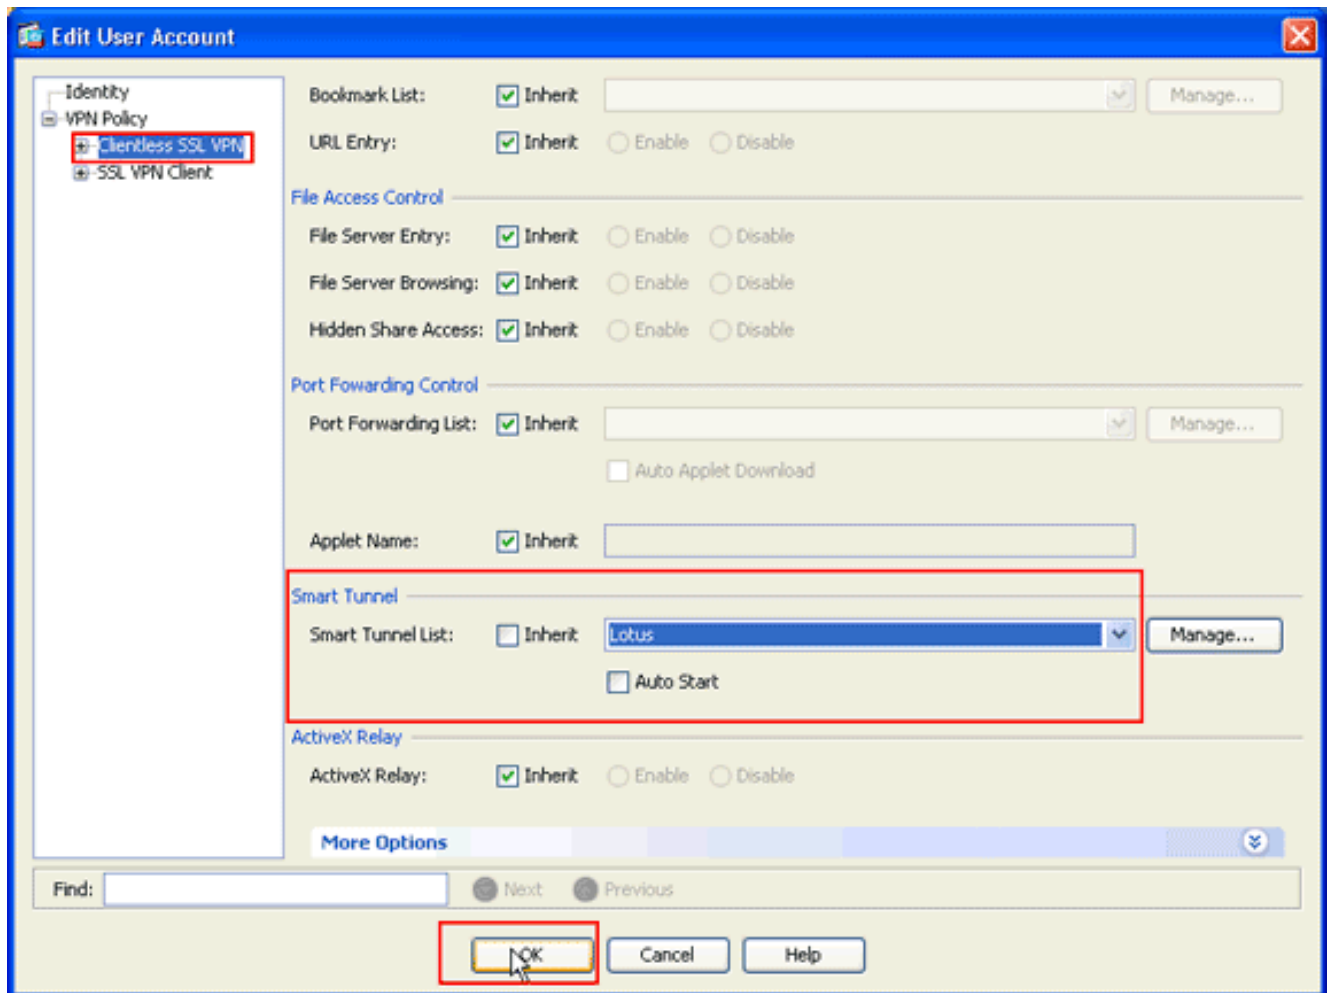 Edit User Account
Identity
VPN Policy
Clientless SSL VPN
SSL VPN Client
Bookmark List: Inherit Manage...
URL Entry: Inherit Enable Disable
File Access Control
File Server Entry: Inherit Enable Disable
File Server Browsing: Inherit Enable Disable
Hidden Share Access: Inherit Enable Disable
Port Fowarding Control
Port Forwarding List: Inherit Manage...
Auto Applet Download
Applet Name: Inherit
Smart Tunnel
Smart Tunnel List: Inherit Lotus Manage...
Auto Start
ActiveX Relay
ActiveX Relay: Inherit Enable Disable
More Options
Find: Next Previous
OK Cancel Help